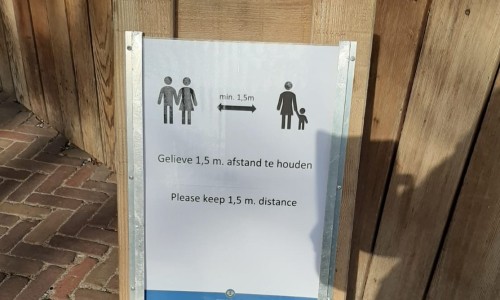 min. 1,5m
Gelieve 1,5 m. afstand te houden
Please keep 1,5 m. distance